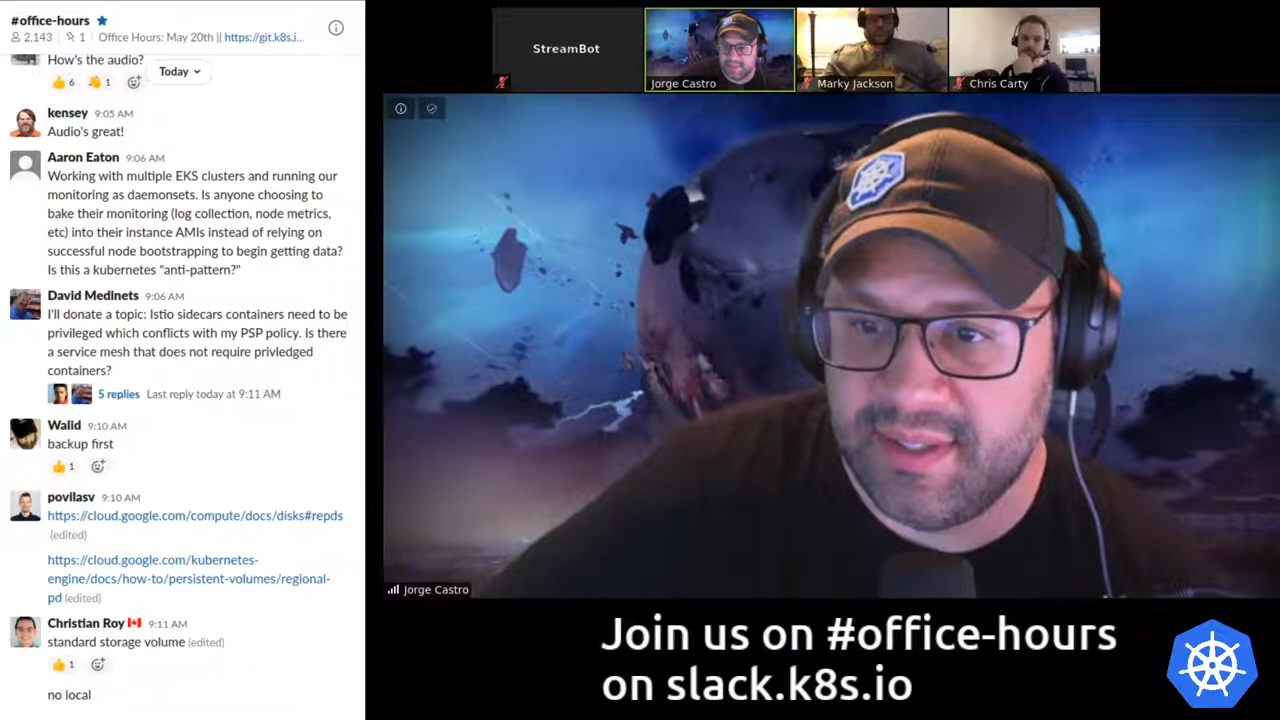 #office-hours
2,143 1 Office Hours: May 20th || https://git.k8s.i...
How's the audio?
Today
6 1
kensey 9:05 AM
Audio's great!
Aaron Eaton 9:06 AM
Working with multiple EKS clusters and running our
monitoring as daemonsets. Is anyone choosing to
bake their monitoring (log collection, node metrics,
etc) into their instance AMIs instead of relying on
successful node bootstrapping to begin getting data?
Is this a kubernetes "anti-pattern?"
David Medinets 9:06 AM
I'll donate a topic: Istio sidecars containers need to be
privileged which conflicts with my PSP policy. Is there
a service mesh that does not require privledged
containers?
5 replies Last reply today at 9:11 AM
Walid 9:10 AM
backup first
1
povilasv 9:10 AM
https://cloud.google.com/compute/docs/disks#repds
(edited)
https://cloud.google.com/kubernetes-
engine/docs/how-to/persistent-volumes/regional-
pd (edited)
Christian Roy 9:11 AM
standard storage volume (edited)
1
no local
StreamBot
Jorge Castro
Marky Jackson
Chris Carty
Jorge Castro
Join us on #office-hours
on slack.k8s.io